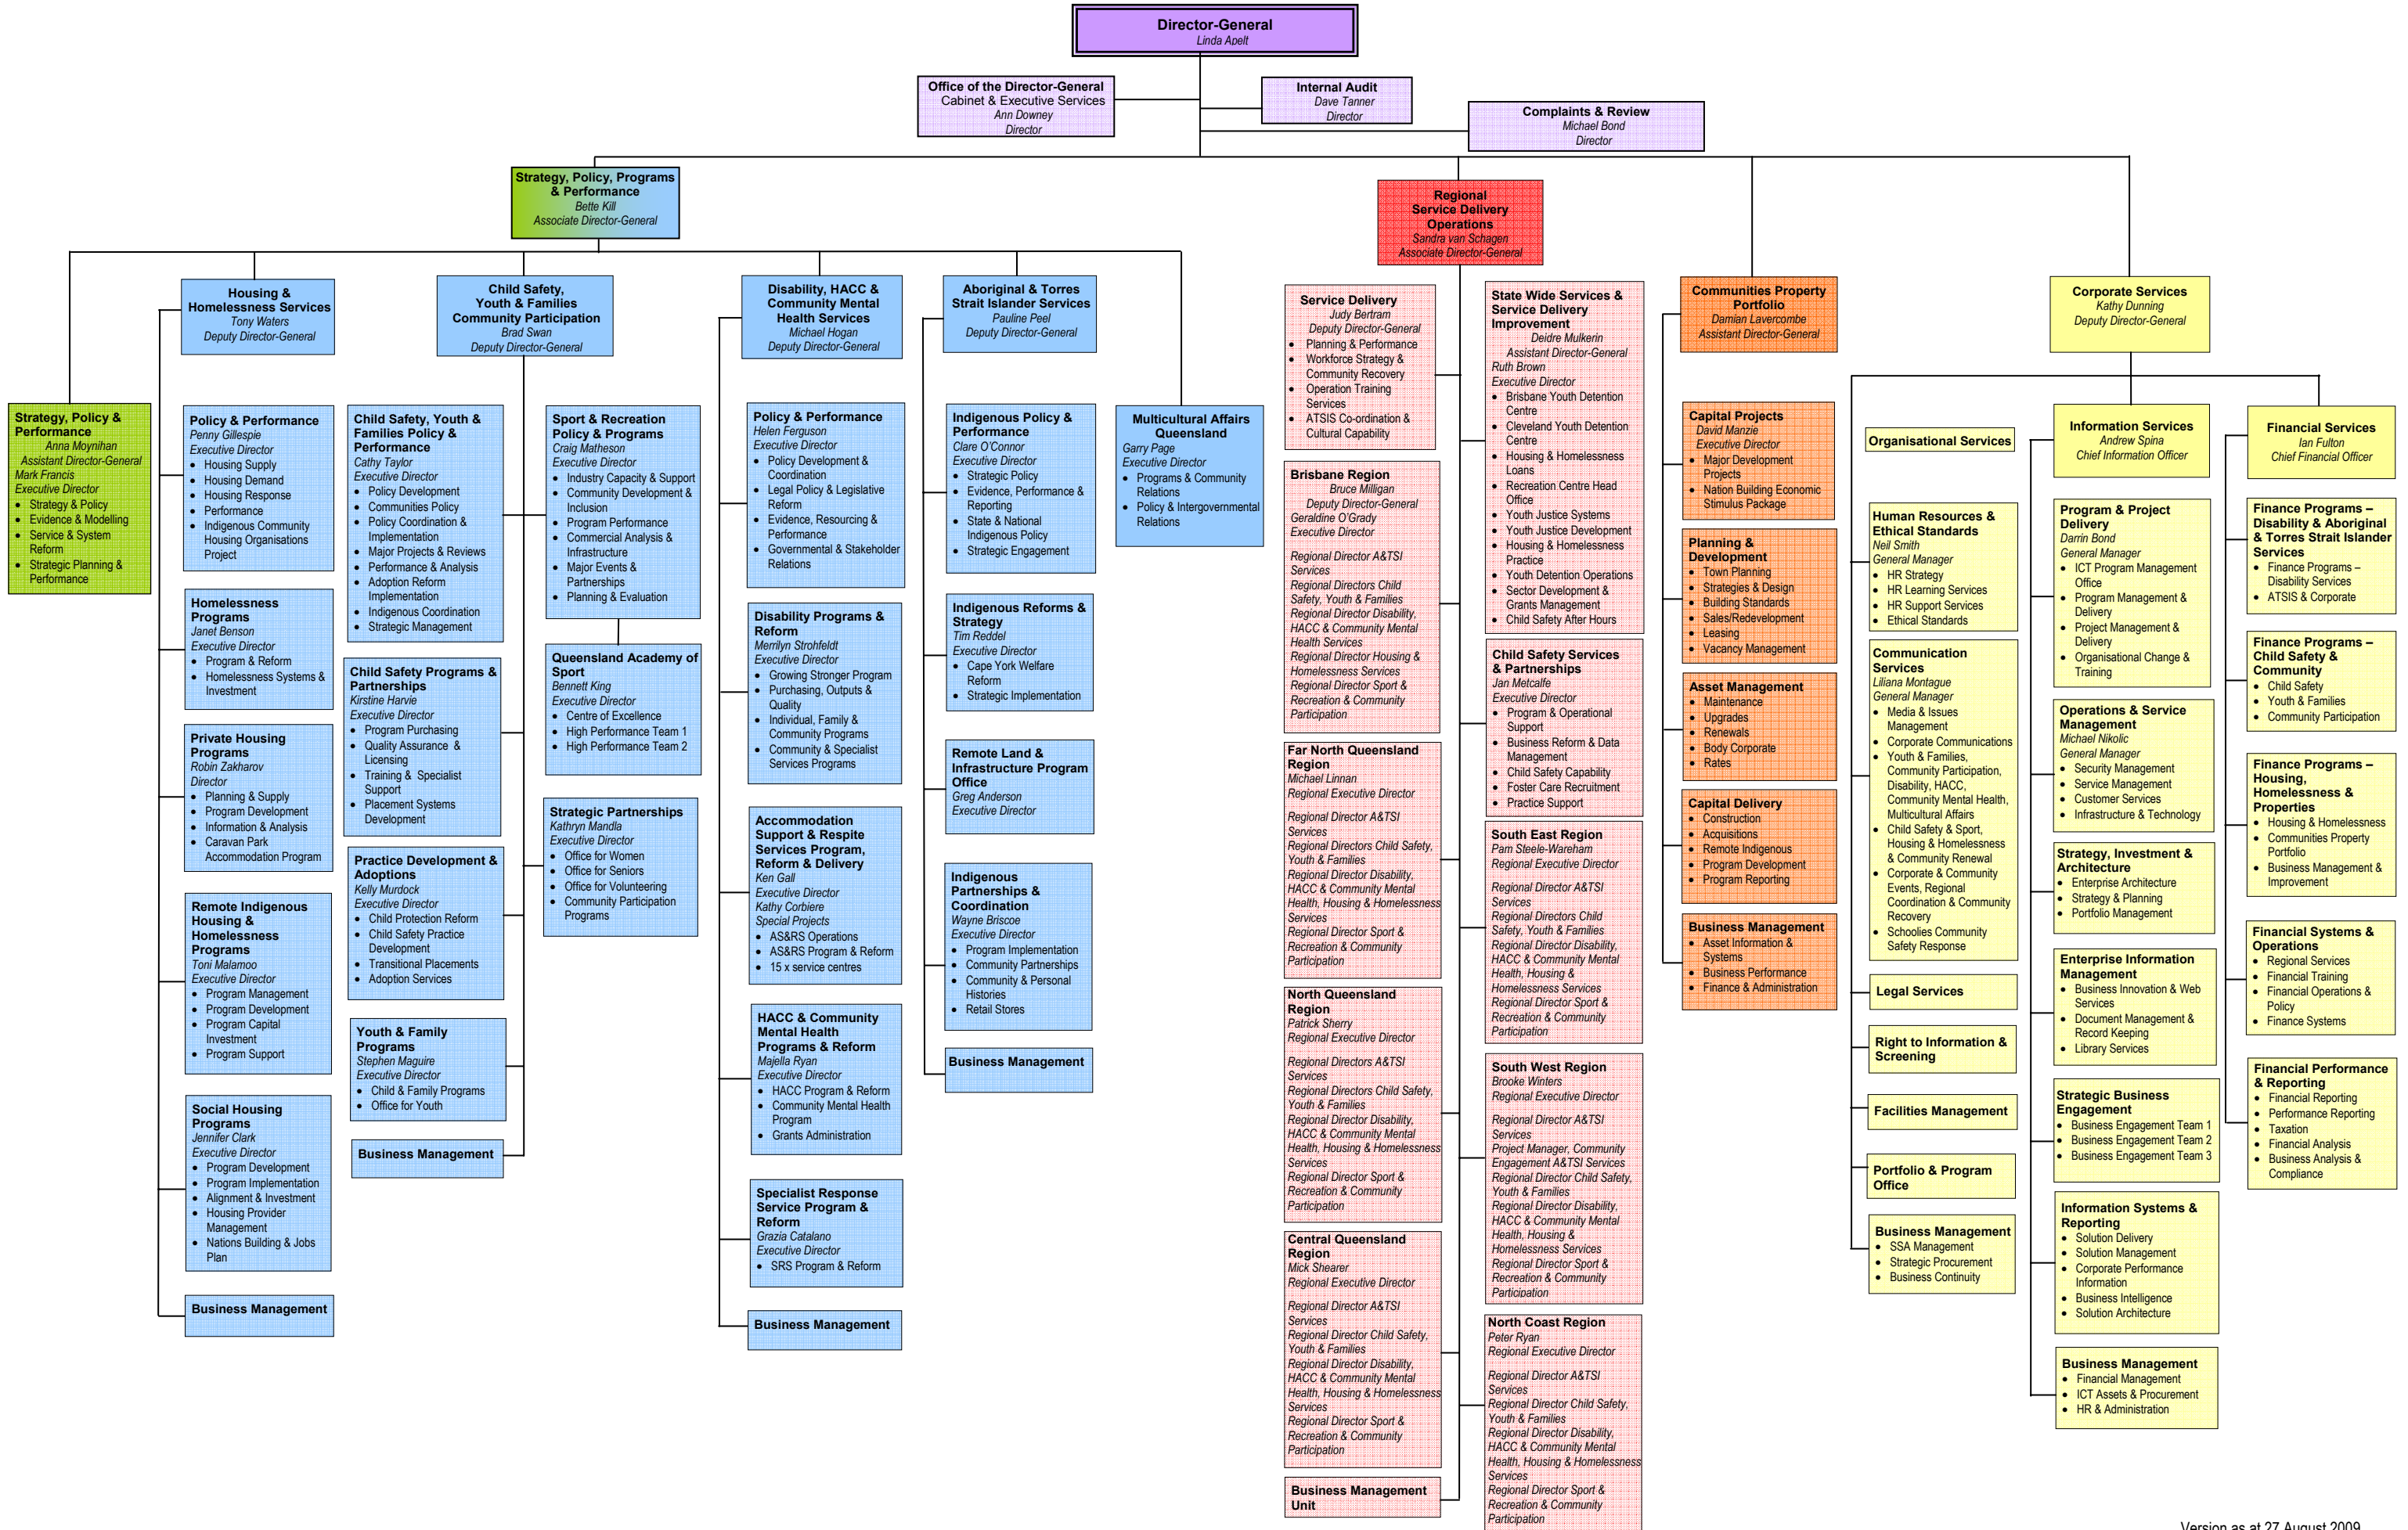 Director-General
Linda Apelt
Office of the Director-General
Cabinet & Executive Services
Ann Downey
Director
Internal Audit
Dave Tanner
Director
Complaints & Review
Michael Bond
Director
Strategy, Policy, Programs
& Performance
Bette Kill
Associate Director-General
Regional
Service Delivery
Operations
Sandra van Schagen
Associate Director-General
Housing &
Homelessness Services
Tony Waters
Deputy Director-General
Child Safety,
Youth & Families
Community Participation
Brad Swan
Deputy Director-General
Disability, HACC &
Community Mental
Health Services
Michael Hogan
Deputy Director-General
Aboriginal & Torres
Strait Islander Services
Pauline Peel
Deputy Director-General
Communities Property
Portfolio
Damian Lavercombe
Assistant Director-General
Corporate Services
Kathy Dunning
Deputy Director-General
Strategy, Policy &
Performance
Anna Moynihan
Assistant Director-General
Mark Francis
Executive Director
• Strategy & Policy
• Evidence & Modelling
• Service & System
Reform
• Strategic Planning &
Performance
Policy & Performance
Penny Gillespie
Executive Director
• Housing Supply
• Housing Demand
• Housing Response
• Performance
• Indigenous Community
Housing Organisations
Project
Homelessness
Programs
Janet Benson
Executive Director
• Program & Reform
• Homelessness Systems &
Investment
Private Housing
Programs
Robin Zakharov
Director
• Planning & Supply
• Program Development
• Information & Analysis
• Caravan Park
Accommodation Program
Remote Indigenous
Housing &
Homelessness
Programs
Toni Malamoo
Executive Director
• Program Management
• Program Development
• Program Capital
Investment
• Program Support
Social Housing
Programs
Jennifer Clark
Executive Director
• Program Development
• Program Implementation
• Alignment & Investment
• Housing Provider
Management
• Nations Building & Jobs
Plan
Business Management
Child Safety, Youth &
Families Policy &
Performance
Cathy Taylor
Executive Director
• Policy Development
• Communities Policy
• Policy Coordination &
Implementation
• Major Projects & Reviews
• Performance & Analysis
• Adoption Reform
Implementation
• Indigenous Coordination
• Strategic Management
Child Safety Programs &
Partnerships
Kirstine Harvie
Executive Director
• Program Purchasing
• Quality Assurance &
Licensing
• Training & Specialist
Support
• Placement Systems
Development
Practice Development &
Adoptions
Kelly Murdock
Executive Director
• Child Protection Reform
• Child Safety Practice
Development
• Transitional Placements
• Adoption Services
Youth & Family
Programs
Stephen Maguire
Executive Director
• Child & Family Programs
• Office for Youth
Business Management
Sport & Recreation
Policy & Programs
Craig Matheson
Executive Director
• Industry Capacity & Support
• Community Development &
Inclusion
• Program Performance
• Commercial Analysis &
Infrastructure
• Major Events &
Partnerships
• Planning & Evaluation
Queensland Academy of
Sport
Bennett King
Executive Director
• Centre of Excellence
• High Performance Team 1
• High Performance Team 2
Strategic Partnerships
Kathryn Mandla
Executive Director
• Office for Women
• Office for Seniors
• Office for Volunteering
• Community Participation
Programs
Policy & Performance
Helen Ferguson
Executive Director
• Policy Development &
Coordination
• Legal Policy & Legislative
Reform
• Evidence, Resourcing &
Performance
• Governmental & Stakeholder
Relations
Disability Programs &
Reform
Merrilyn Strohfeldt
Executive Director
• Growing Stronger Program
• Purchasing, Outputs &
Quality
• Individual, Family &
Community Programs
• Community & Specialist
Services Programs
Accommodation
Support & Respite
Services Program,
Reform & Delivery
Ken Gall
Executive Director
Kathy Corbiere
Special Projects
• AS&RS Operations
• AS&RS Program & Reform
• 15 x service centres
HACC & Community
Mental Health
Programs & Reform
Majella Ryan
Executive Director
• HACC Program & Reform
• Community Mental Health
Program
• Grants Administration
Specialist Response
Service Program &
Reform
Grazia Catalano
Executive Director
• SRS Program & Reform
Business Management
Indigenous Policy &
Performance
Clare O'Connor
Executive Director
• Strategic Policy
• Evidence, Performance &
Reporting
• State & National
Indigenous Policy
• Strategic Engagement
Indigenous Reforms &
Strategy
Tim Reddel
Executive Director
• Cape York Welfare
Reform
• Strategic Implementation
Remote Land &
Infrastructure Program
Office
Greg Anderson
Executive Director
Indigenous
Partnerships &
Coordination
Wayne Briscoe
Executive Director
• Program Implementation
• Community Partnerships
• Community & Personal
Histories
• Retail Stores
Business Management
Multicultural Affairs
Queensland
Garry Page
Executive Director
• Programs & Community
Relations
• Policy & Intergovernmental
Relations
Service Delivery
Judy Bertram
Deputy Director-General
• Planning & Performance
• Workforce Strategy &
Community Recovery
• Operation Training
Services
• ATSIS Co-ordination &
Cultural Capability
Brisbane Region
Bruce Milligan
Deputy Director-General
Geraldine O'Grady
Executive Director
Regional Director A&TSI
Services
Regional Directors Child
Safety, Youth & Families
Regional Director Disability,
HACC & Community Mental
Health Services
Regional Director Housing &
Homelessness Services
Regional Director Sport &
Recreation & Community
Participation
Far North Queensland
Region
Michael Linnan
Regional Executive Director
Regional Director A&TSI
Services
Regional Directors Child Safety,
Youth & Families
Regional Director Disability,
HACC & Community Mental
Health, Housing & Homelessness
Services
Regional Director Sport &
Recreation & Community
Participation
North Queensland
Region
Patrick Sherry
Regional Executive Director
Regional Directors A&TSI
Services
Regional Directors Child Safety,
Youth & Families
Regional Director Disability,
HACC & Community Mental
Health, Housing & Homelessness
Services
Regional Director Sport &
Recreation & Community
Participation
Central Queensland
Region
Mick Shearer
Regional Executive Director
Regional Director A&TSI
Services
Regional Director Child Safety,
Youth & Families
Regional Director Disability,
HACC & Community Mental
Health, Housing & Homelessness
Services
Regional Director Sport &
Recreation & Community
Participation
Business Management
Unit
State Wide Services &
Service Delivery
Improvement
Deidre Mulkerin
Assistant Director-General
Ruth Brown
Executive Director
• Brisbane Youth Detention
Centre
• Cleveland Youth Detention
Centre
• Housing & Homelessness
Loans
• Recreation Centre Head
Office
• Youth Justice Systems
• Youth Justice Development
• Housing & Homelessness
Practice
• Youth Detention Operations
• Sector Development &
Grants Management
• Child Safety After Hours
Child Safety Services
& Partnerships
Jan Metcalfe
Executive Director
• Program & Operational
Support
• Business Reform & Data
Management
• Child Safety Capability
• Foster Care Recruitment
• Practice Support
South East Region
Pam Steele-Wareham
Regional Executive Director
Regional Director A&TSI
Services
Regional Directors Child
Safety, Youth & Families
Regional Director Disability,
HACC & Community Mental
Health, Housing &
Homelessness Services
Regional Director Sport &
Recreation & Community
Participation
South West Region
Brooke Winters
Regional Executive Director
Regional Director A&TSI
Services
Project Manager, Community
Engagement A&TSI Services
Regional Director Child Safety,
Youth & Families
Regional Director Disability,
HACC & Community Mental
Health, Housing &
Homelessness Services
Regional Director Sport &
Recreation & Community
Participation
North Coast Region
Peter Ryan
Regional Executive Director
Regional Director A&TSI
Services
Regional Director Child Safety,
Youth & Families
Regional Director Disability,
HACC & Community Mental
Health, Housing & Homelessness
Services
Regional Director Sport &
Recreation & Community
Participation
Capital Projects
David Manzie
Executive Director
• Major Development
Projects
• Nation Building Economic
Stimulus Package
Planning &
Development
• Town Planning
• Strategies & Design
• Building Standards
• Sales/Redevelopment
• Leasing
• Vacancy Management
Asset Management
• Maintenance
• Upgrades
• Renewals
• Body Corporate
• Rates
Capital Delivery
• Construction
• Acquisitions
• Remote Indigenous
• Program Development
• Program Reporting
Business Management
• Asset Information &
Systems
• Business Performance
• Finance & Administration
Organisational Services
Human Resources &
Ethical Standards
Neil Smith
General Manager
• HR Strategy
• HR Learning Services
• HR Support Services
• Ethical Standards
Communication
Services
Liliana Montague
General Manager
• Media & Issues
Management
• Corporate Communications
• Youth & Families,
Community Participation,
Disability, HACC,
Community Mental Health,
Multicultural Affairs
• Child Safety & Sport,
Housing & Homelessness
& Community Renewal
• Corporate & Community
Events, Regional
Coordination & Community
Recovery
• Schoolies Community
Safety Response
Legal Services
Right to Information &
Screening
Facilities Management
Portfolio & Program
Office
Business Management
• SSA Management
• Strategic Procurement
• Business Continuity
Information Services
Andrew Spina
Chief Information Officer
Program & Project
Delivery
Darrin Bond
General Manager
• ICT Program Management
Office
• Program Management &
Delivery
• Project Management &
Delivery
• Organisational Change &
Training
Operations & Service
Management
Michael Nikolic
General Manager
• Security Management
• Service Management
• Customer Services
• Infrastructure & Technology
Strategy, Investment &
Architecture
• Enterprise Architecture
• Strategy & Planning
• Portfolio Management
Enterprise Information
Management
• Business Innovation & Web
Services
• Document Management &
Record Keeping
• Library Services
Strategic Business
Engagement
• Business Engagement Team 1
• Business Engagement Team 2
• Business Engagement Team 3
Information Systems &
Reporting
• Solution Delivery
• Solution Management
• Corporate Performance
Information
• Business Intelligence
• Solution Architecture
Business Management
• Financial Management
• ICT Assets & Procurement
• HR & Administration
Financial Services
Ian Fulton
Chief Financial Officer
Finance Programs –
Disability & Aboriginal
& Torres Strait Islander
Services
• Finance Programs –
Disability Services
• ATSIS & Corporate
Finance Programs –
Child Safety &
Community
• Child Safety
• Youth & Families
• Community Participation
Finance Programs –
Housing,
Homelessness &
Properties
• Housing & Homelessness
• Communities Property
Portfolio
• Business Management &
Improvement
Financial Systems &
Operations
• Regional Services
• Financial Training
• Financial Operations &
Policy
• Finance Systems
Financial Performance
& Reporting
• Financial Reporting
• Performance Reporting
• Taxation
• Financial Analysis
• Business Analysis &
Compliance
Version as at 27 August 2009